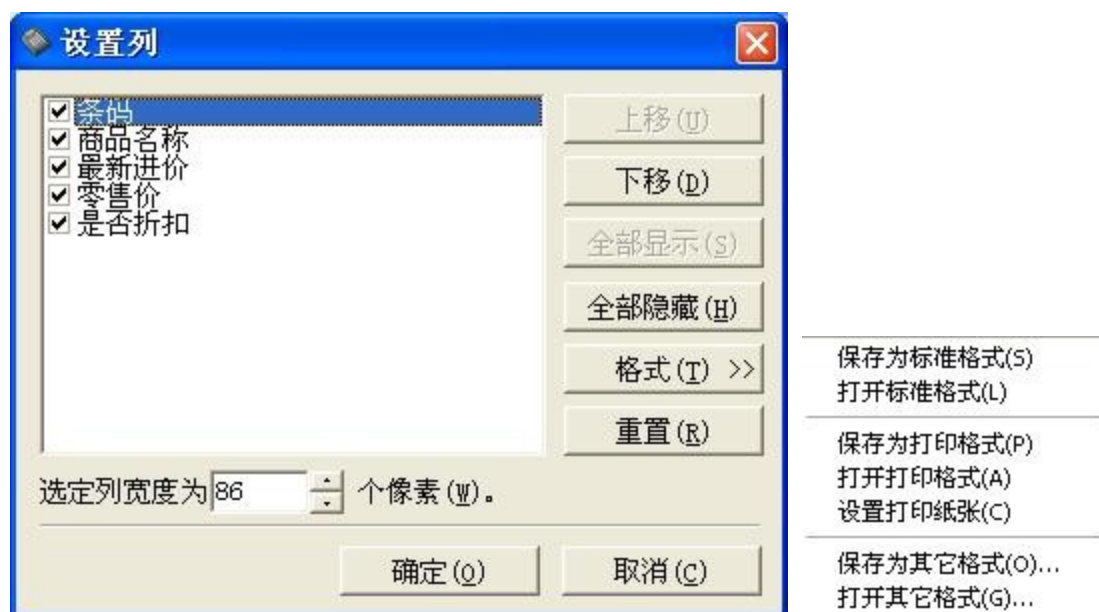 设置列
条码
商品名称
最新进价
零售价
是否折扣
上移(U)
下移(D)
全部显示(S)
全部隐藏(H)
格式(T) >>
重置(R)
选定列宽度为86 个像素(W)。
确定(O)
取消(C)
保存为标准格式(S)
打开标准格式(L)
保存为打印格式(P)
打开打印格式(A)
设置打印纸张(C)
保存为其它格式(O)...
打开其它格式(G)...